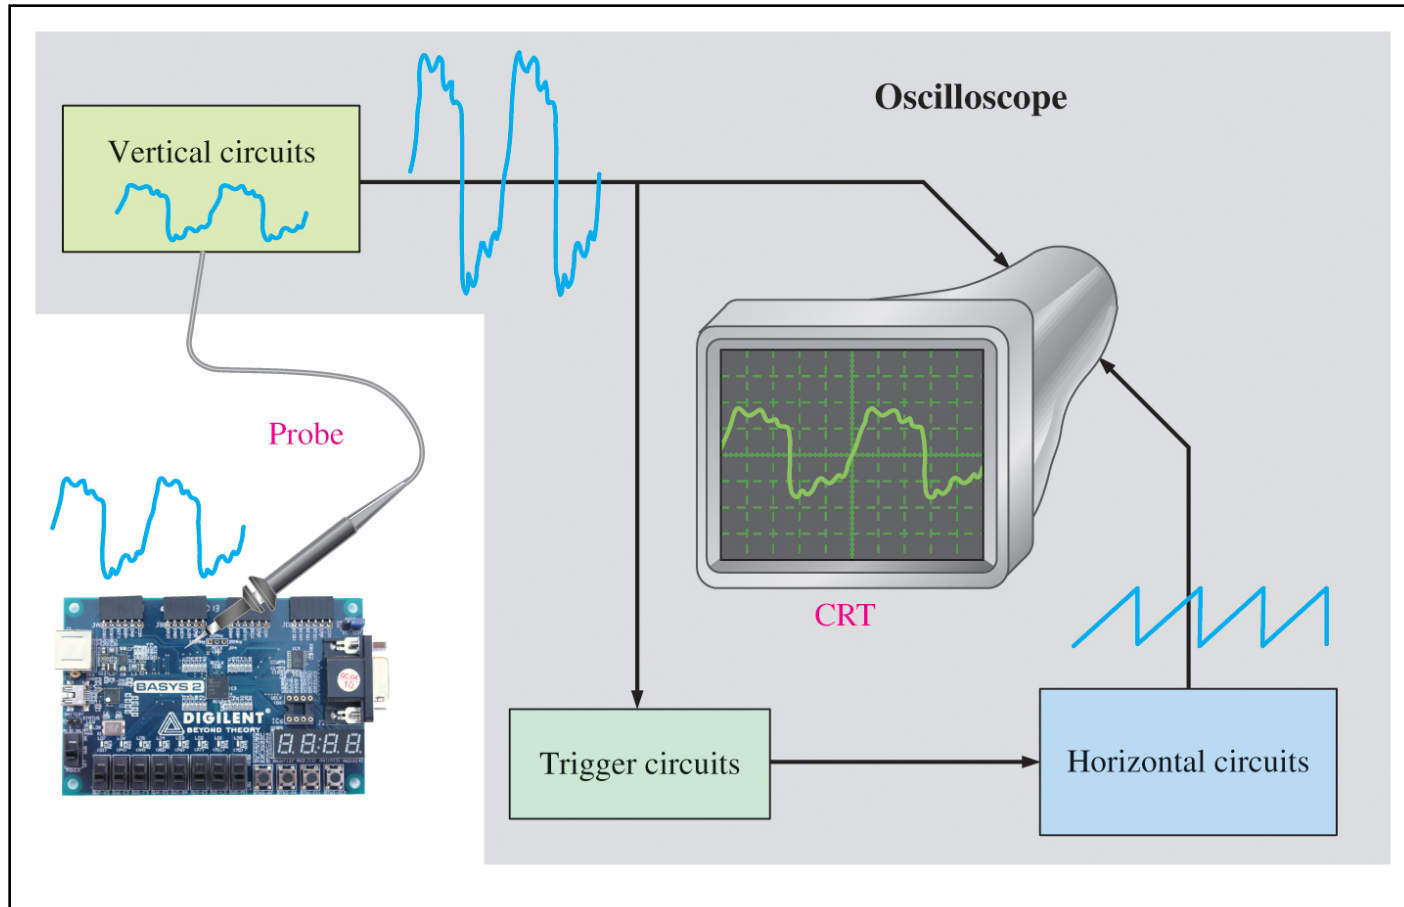 Oscilloscope
Vertical circuits
Probe
CRT
BASYS 2
DIGILENT
BEYOND THEORY
Trigger circuits
Horizontal circuits